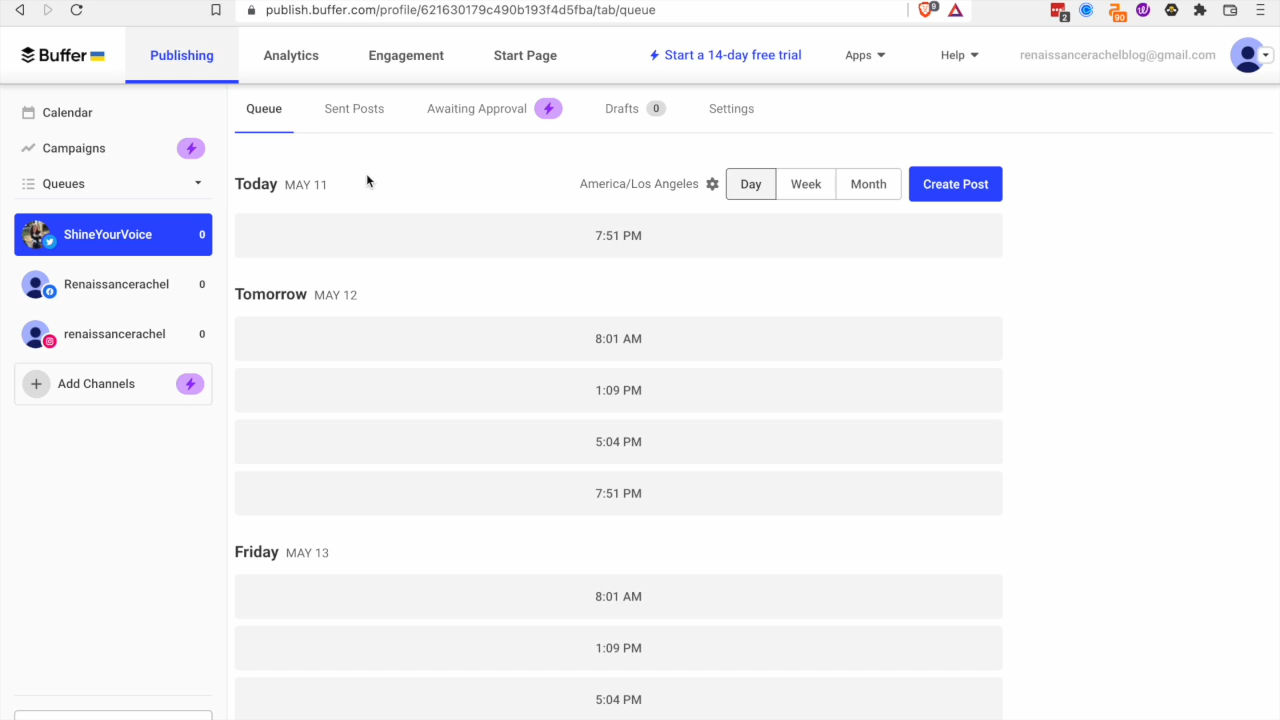 publish.buffer.com/profile/621630179c490b193f4d5fba/tab/queue
9
2
90
Buffer
Publishing
Analytics
Engagement
Start Page
Start a 14-day free trial
Apps
Help
renaissancerachelblog@gmail.com
Calendar
Campaigns
Queues
ShineYourVoice 0
Renaissancerachel 0
renaissancerachel 0
Add Channels
Queue
Sent Posts
Awaiting Approval
Drafts 0
Settings
Today MAY 11
America/Los Angeles
Day
Week
Month
Create Post
7:51 PM
Tomorrow MAY 12
8:01 AM
1:09 PM
5:04 PM
7:51 PM
Friday MAY 13
8:01 AM
1:09 PM
5:04 PM